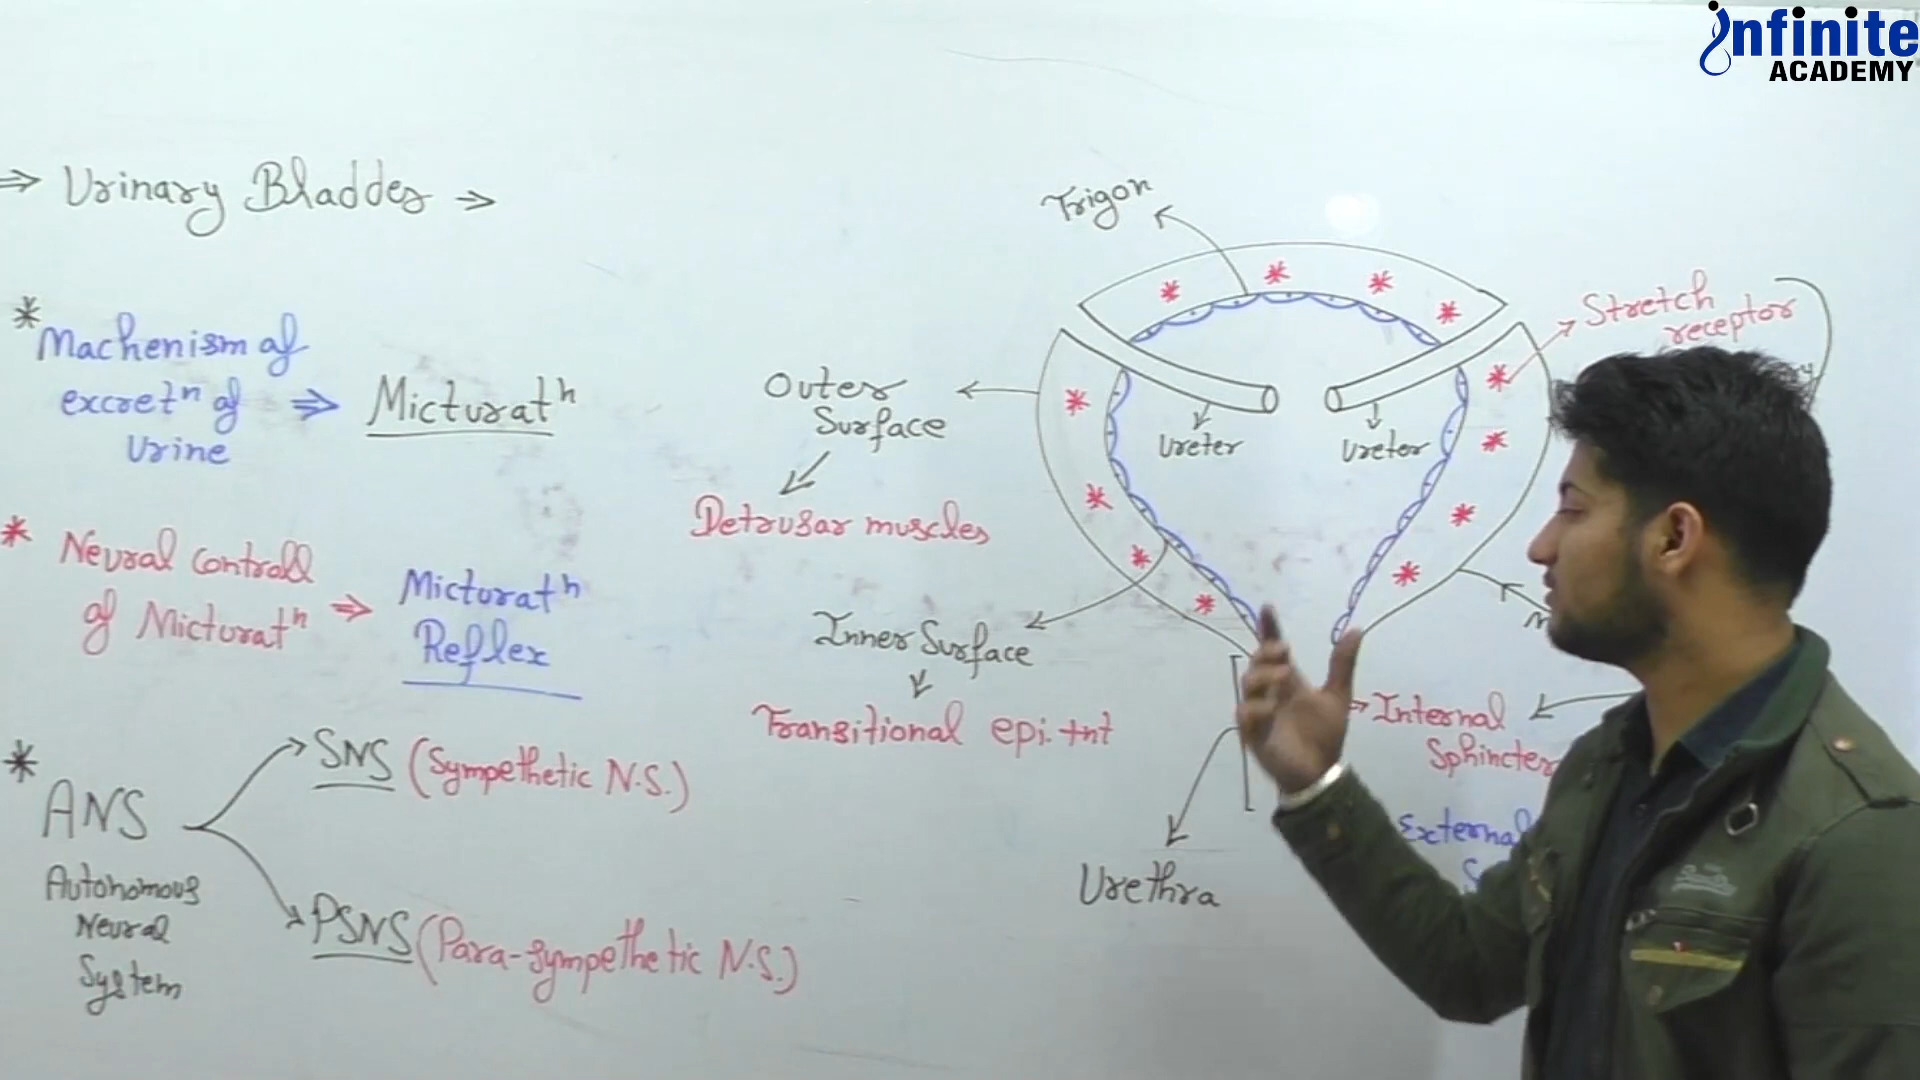 infinite
ACADEMY
⇒ Urinary Bladder →
* Machenism of
excretⁿ of ⇒ Micturatⁿ
Urine
* Neural Controll
of Micturatⁿ ⇒ Micturatⁿ
Reflex
* ANS
Autonomous
Neural
System
SNS (Sympethetic N.S.)
PSNS (Para-sympethetic N.S.)
Trigon
Stretch
receptor
Outer
Surface
Detrusar muscles
Ureter
Ureter
Inner Surface
Transitional epi. tnt
Internal
Sphincter
External
Urethra